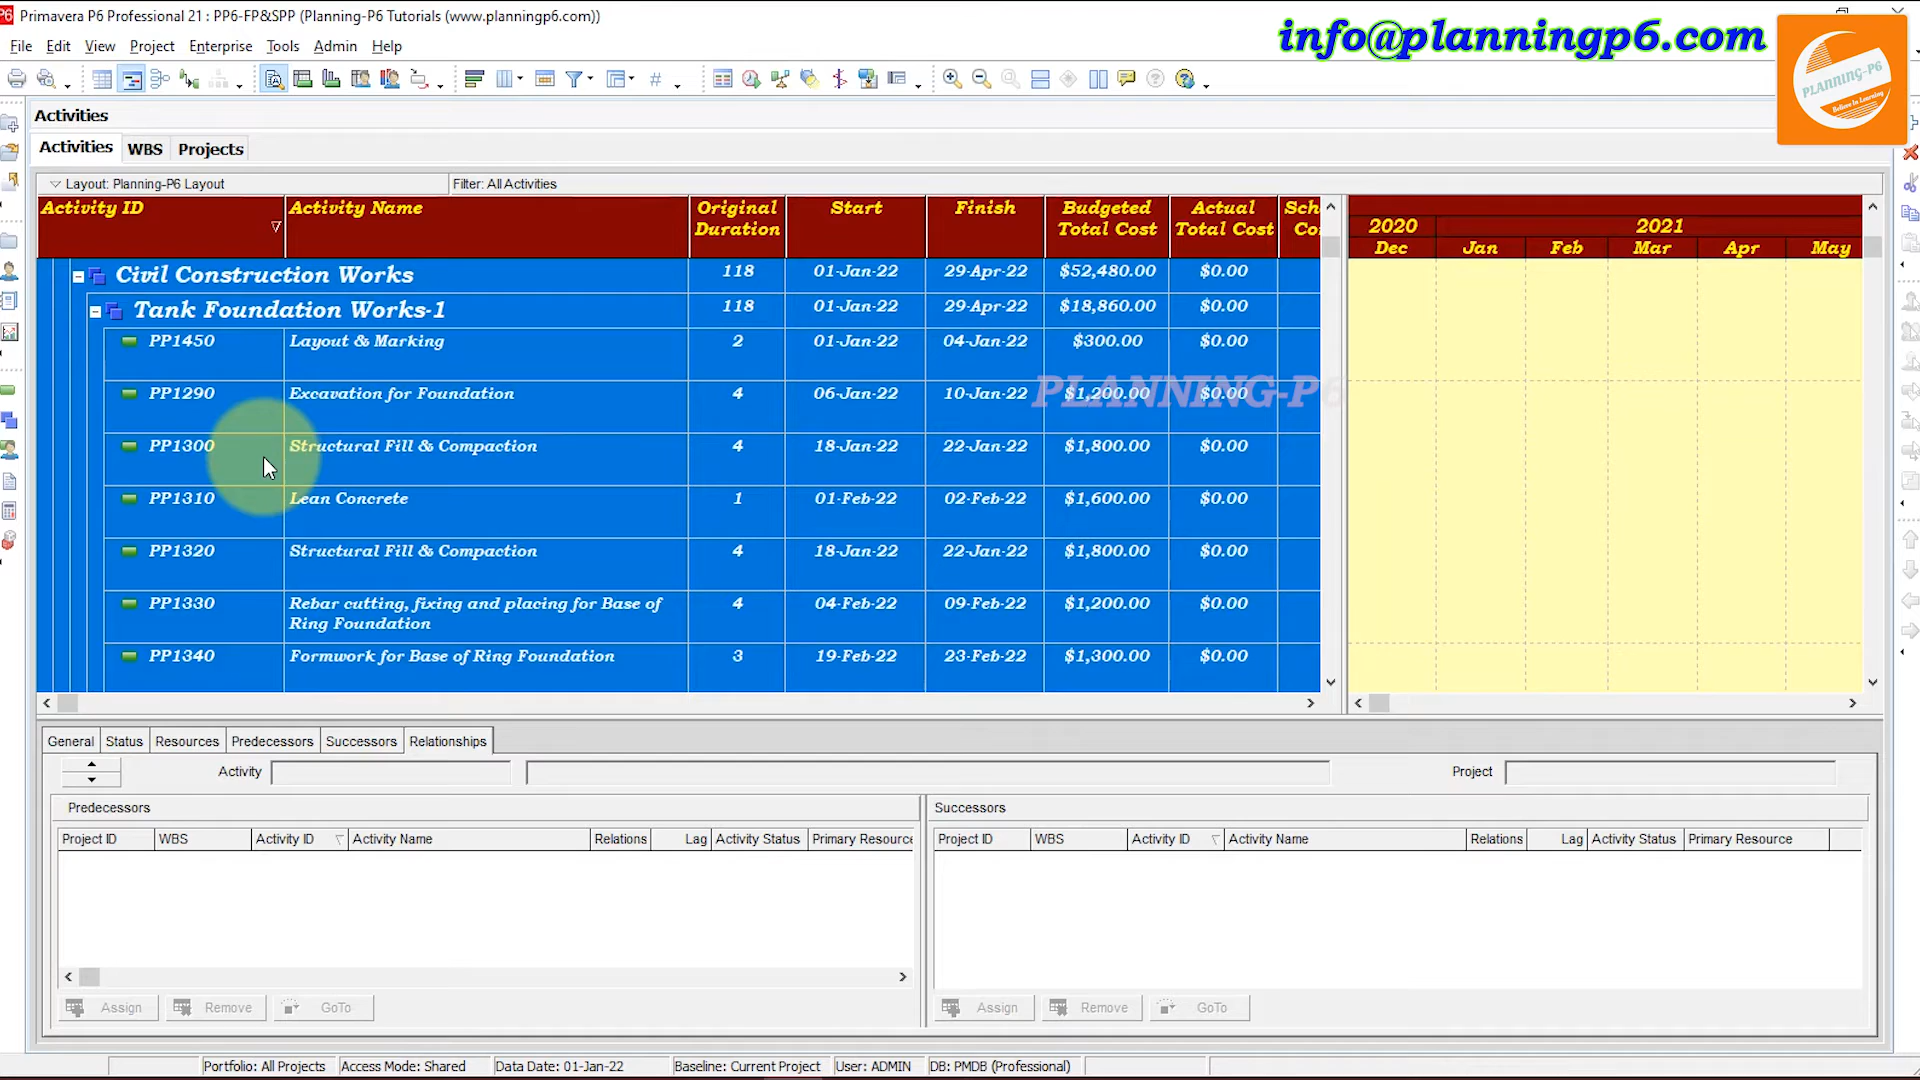 Primavera P6 Professional 21 : PP6-FP&SPP (Planning-P6 Tutorials (www.planningp6.com))
info@planningp6.com
PLANNING-P6
Believe In Learning
File Edit View Project Enterprise Tools Admin Help
Activities
Activities WBS Projects
Layout: Planning-P6 Layout Filter: All Activities
Activity ID Activity Name Original Duration Start Finish Budgeted Total Cost Actual Total Cost Sch Co
2020 2021
Dec Jan Feb Mar Apr May
Civil Construction Works 118 01-Jan-22 29-Apr-22 $52,480.00 $0.00
Tank Foundation Works-1 118 01-Jan-22 29-Apr-22 $18,860.00 $0.00
PP1450 Layout & Marking 2 01-Jan-22 04-Jan-22 $300.00 $0.00
PP1290 Excavation for Foundation 4 06-Jan-22 10-Jan-22 $1,200.00 $0.00
PLANNING-P6
PP1300 Structural Fill & Compaction 4 18-Jan-22 22-Jan-22 $1,800.00 $0.00
PP1310 Lean Concrete 1 01-Feb-22 02-Feb-22 $1,600.00 $0.00
PP1320 Structural Fill & Compaction 4 18-Jan-22 22-Jan-22 $1,800.00 $0.00
PP1330 Rebar cutting, fixing and placing for Base of 4 04-Feb-22 09-Feb-22 $1,200.00 $0.00
Ring Foundation
PP1340 Formwork for Base of Ring Foundation 3 19-Feb-22 23-Feb-22 $1,300.00 $0.00
General Status Resources Predecessors Successors Relationships
Activity Project
Predecessors Successors
Project ID WBS Activity ID Activity Name Relations Lag Activity Status Primary Resource Project ID WBS Activity ID Activity Name Relations Lag Activity Status Primary Resource
Assign Remove GoTo Assign Remove GoTo
Portfolio: All Projects Access Mode: Shared Data Date: 01-Jan-22 Baseline: Current Project User: ADMIN DB: PMDB (Professional)